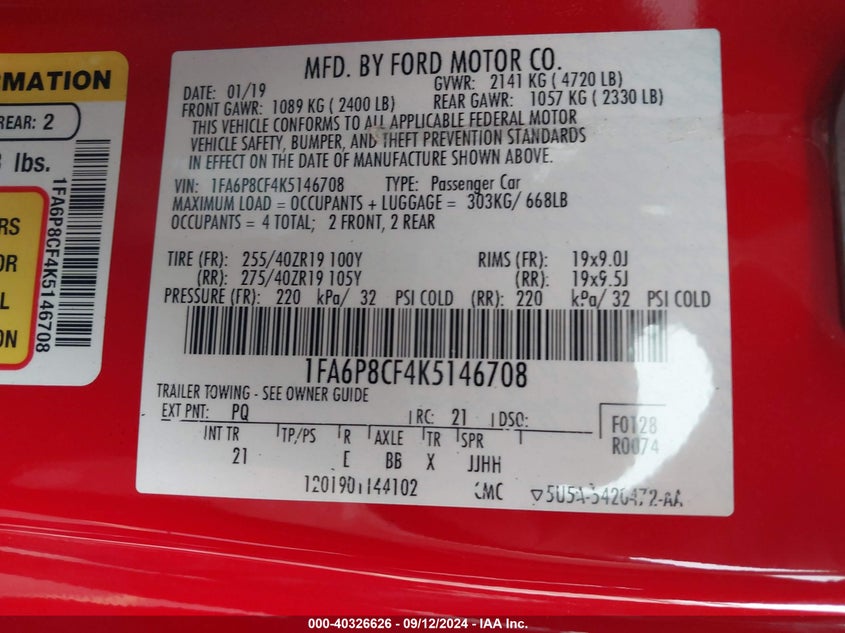 RMATION
REAR: 2
lbs.
RS
OR
L
ON
1FA6P8CF4K5146708
MFD. BY FORD MOTOR CO.
DATE: 01/19 GVWR: 2141 KG ( 4720 LB)
FRONT GAWR: 1089 KG ( 2400 LB) REAR GAWR: 1057 KG ( 2330 LB)
THIS VEHICLE CONFORMS TO ALL APPLICABLE FEDERAL MOTOR
VEHICLE SAFETY, BUMPER, AND THEFT PREVENTION STANDARDS
IN EFFECT ON THE DATE OF MANUFACTURE SHOWN ABOVE.
VIN: 1FA6P8CF4K5146708 TYPE: Passenger Car
MAXIMUM LOAD = OCCUPANTS + LUGGAGE = 303KG/ 668LB
OCCUPANTS = 4 TOTAL; 2 FRONT, 2 REAR
TIRE (FR): 255/40ZR19 100Y RIMS (FR): 19x9.0J
(RR): 275/40ZR19 105Y (RR): 19x9.5J
PRESSURE (FR): 220 kPa/ 32 PSI COLD (RR): 220 kPa/ 32 PSI COLD
1FA6P8CF4K5146708
TRAILER TOWING - SEE OWNER GUIDE
EXT PNT: PQ RC: 21 DSO: F0128
INT TR TP/PS R AXLE TR SPR R0074
21 E BB X JJHH
000-40326626 - 09/12/2024 - IAA Inc.